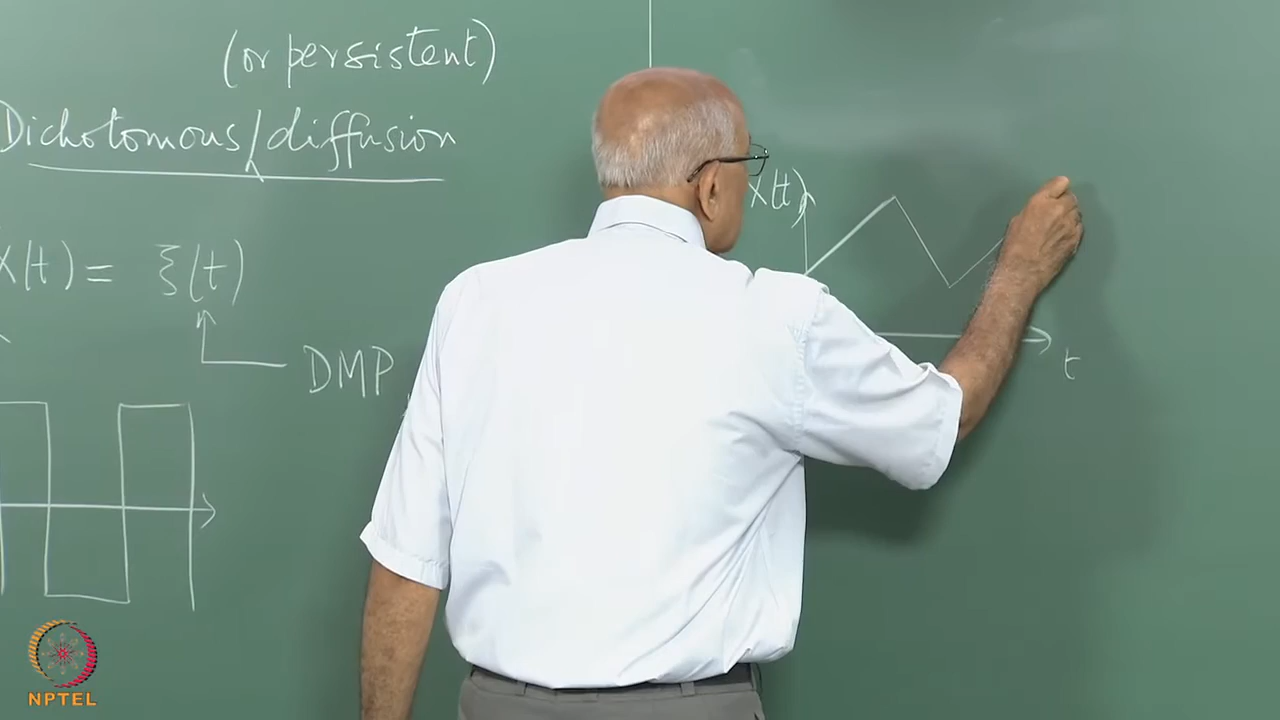 (or persistent)
Dichotomous/diffusion
X(t) = ξ(t)
DMP
X(t)
t
NPTEL